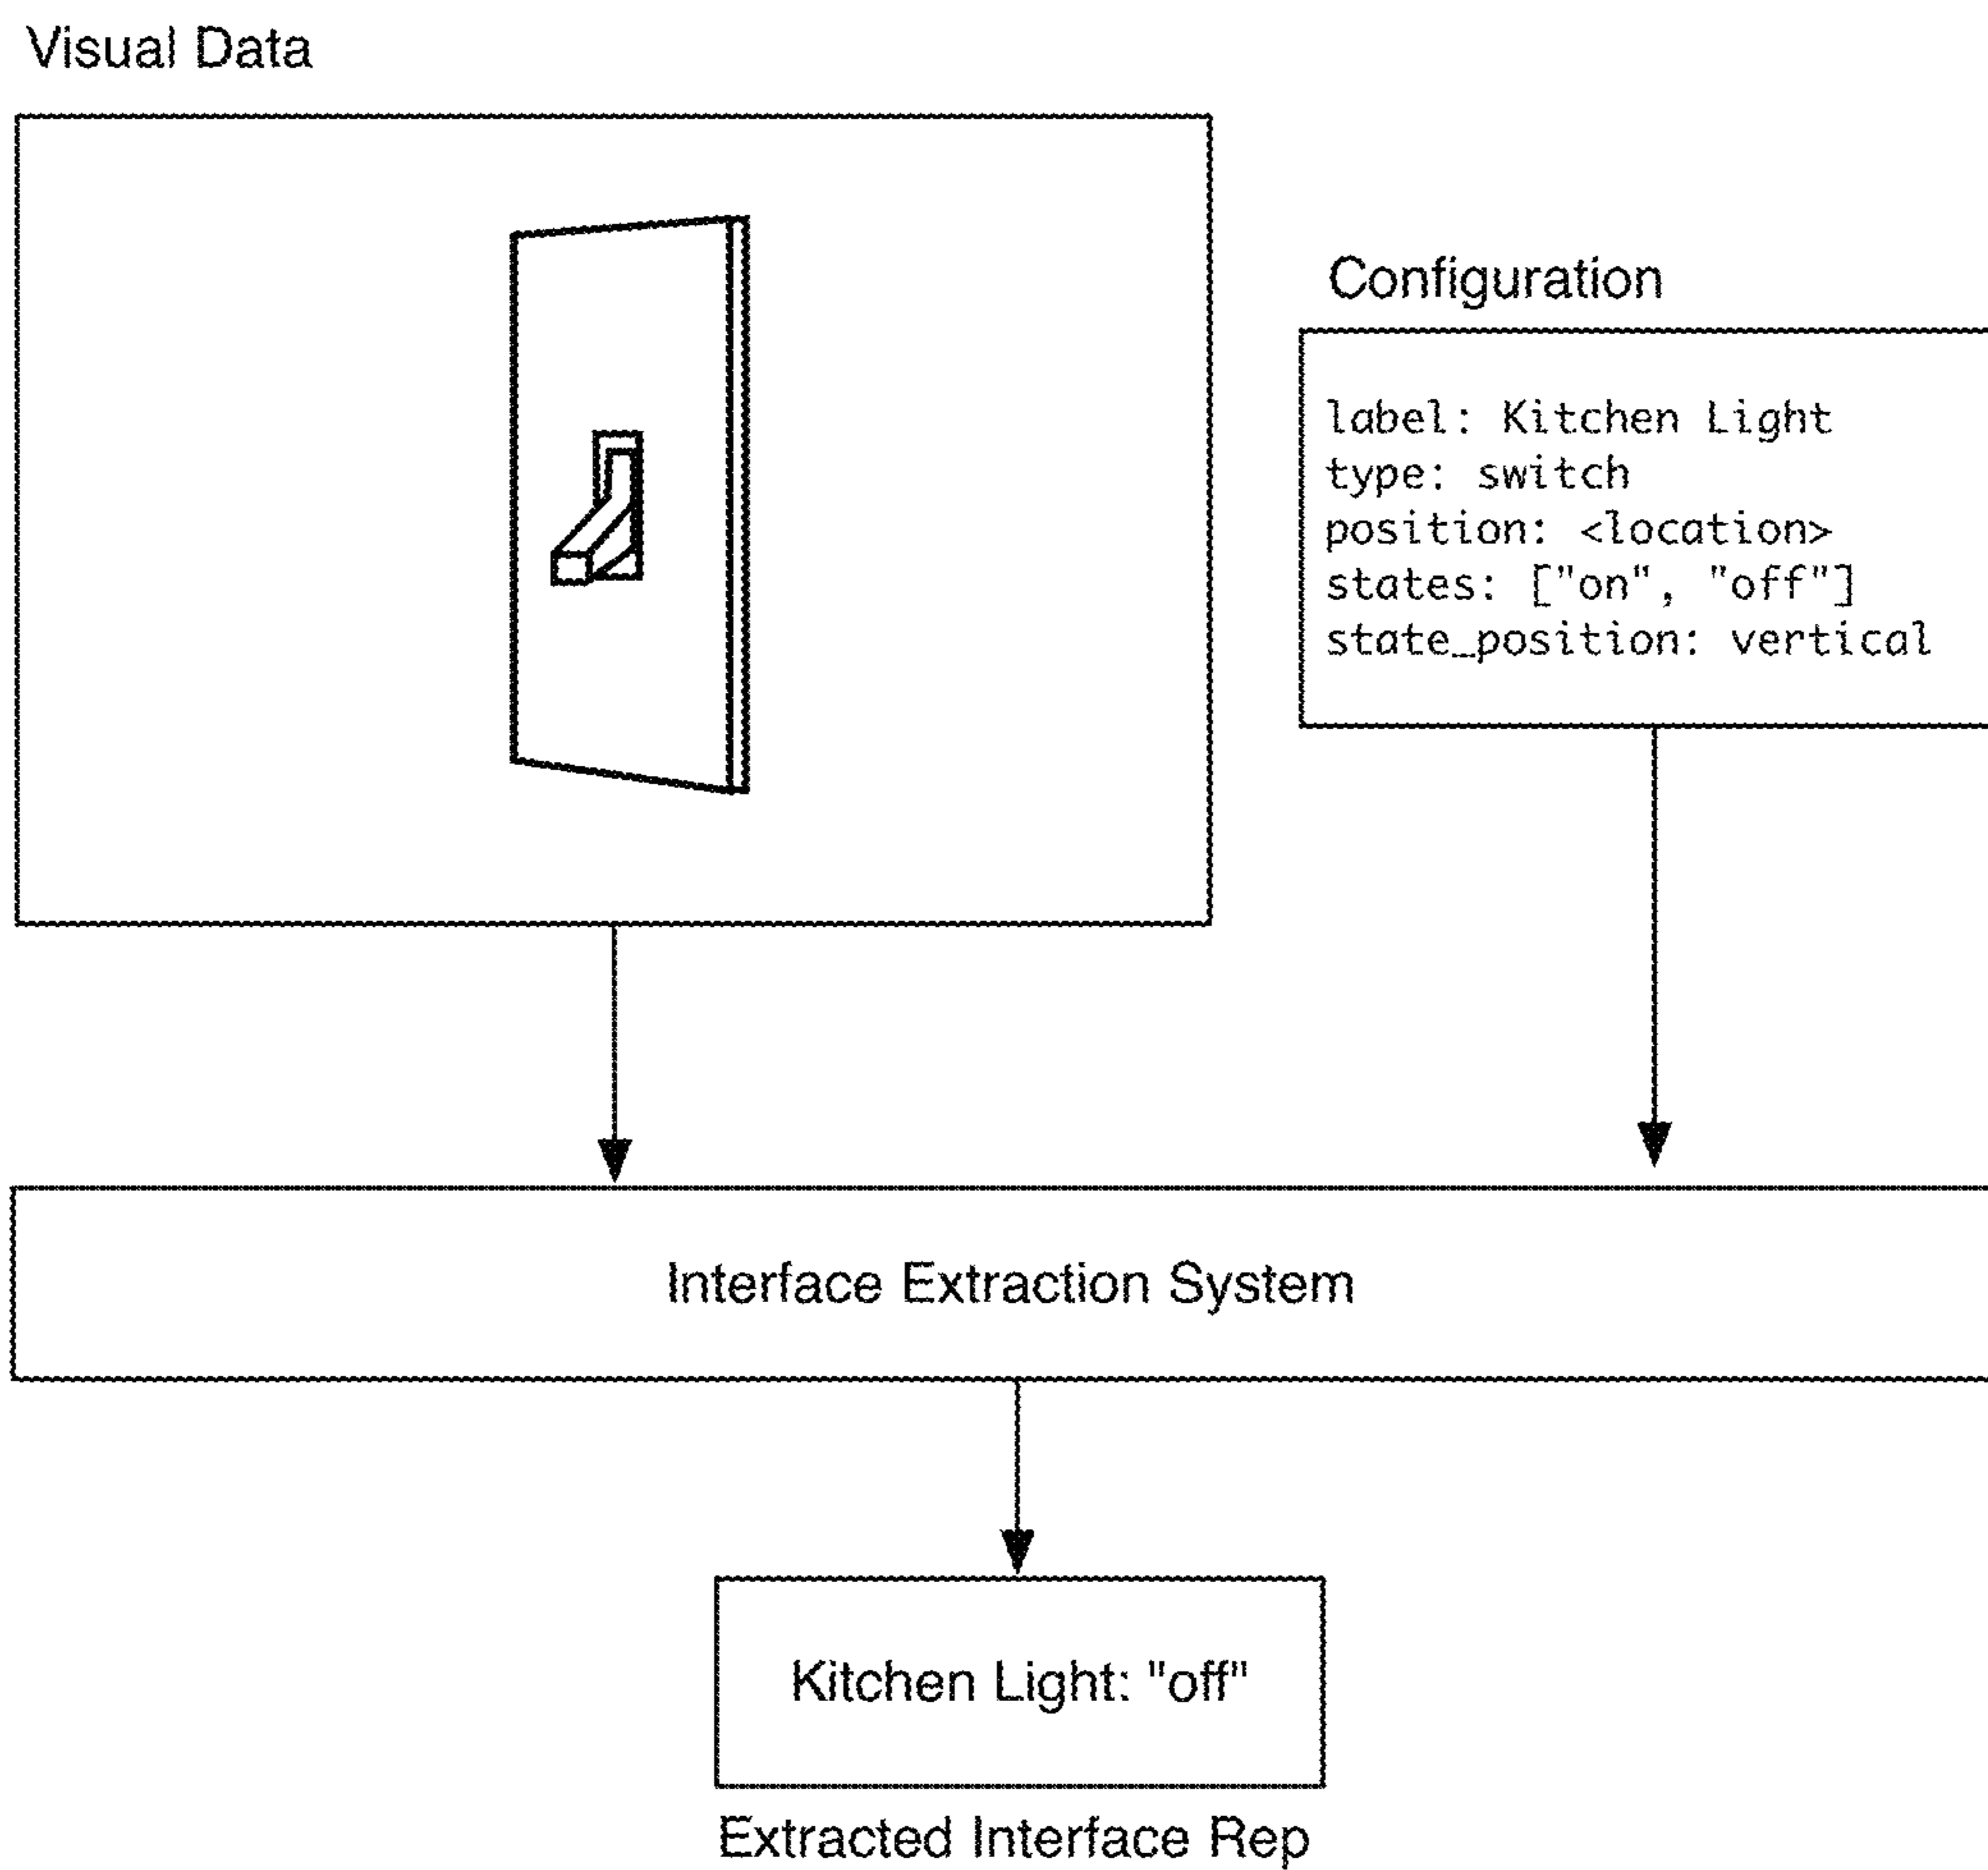 Visual Data
Configuration
label: Kitchen Light
type: switch
position: <location>
states: ["on", "off"]
state_position: vertical
Interface Extraction System
Kitchen Light: "off"
Extracted Interface Rep